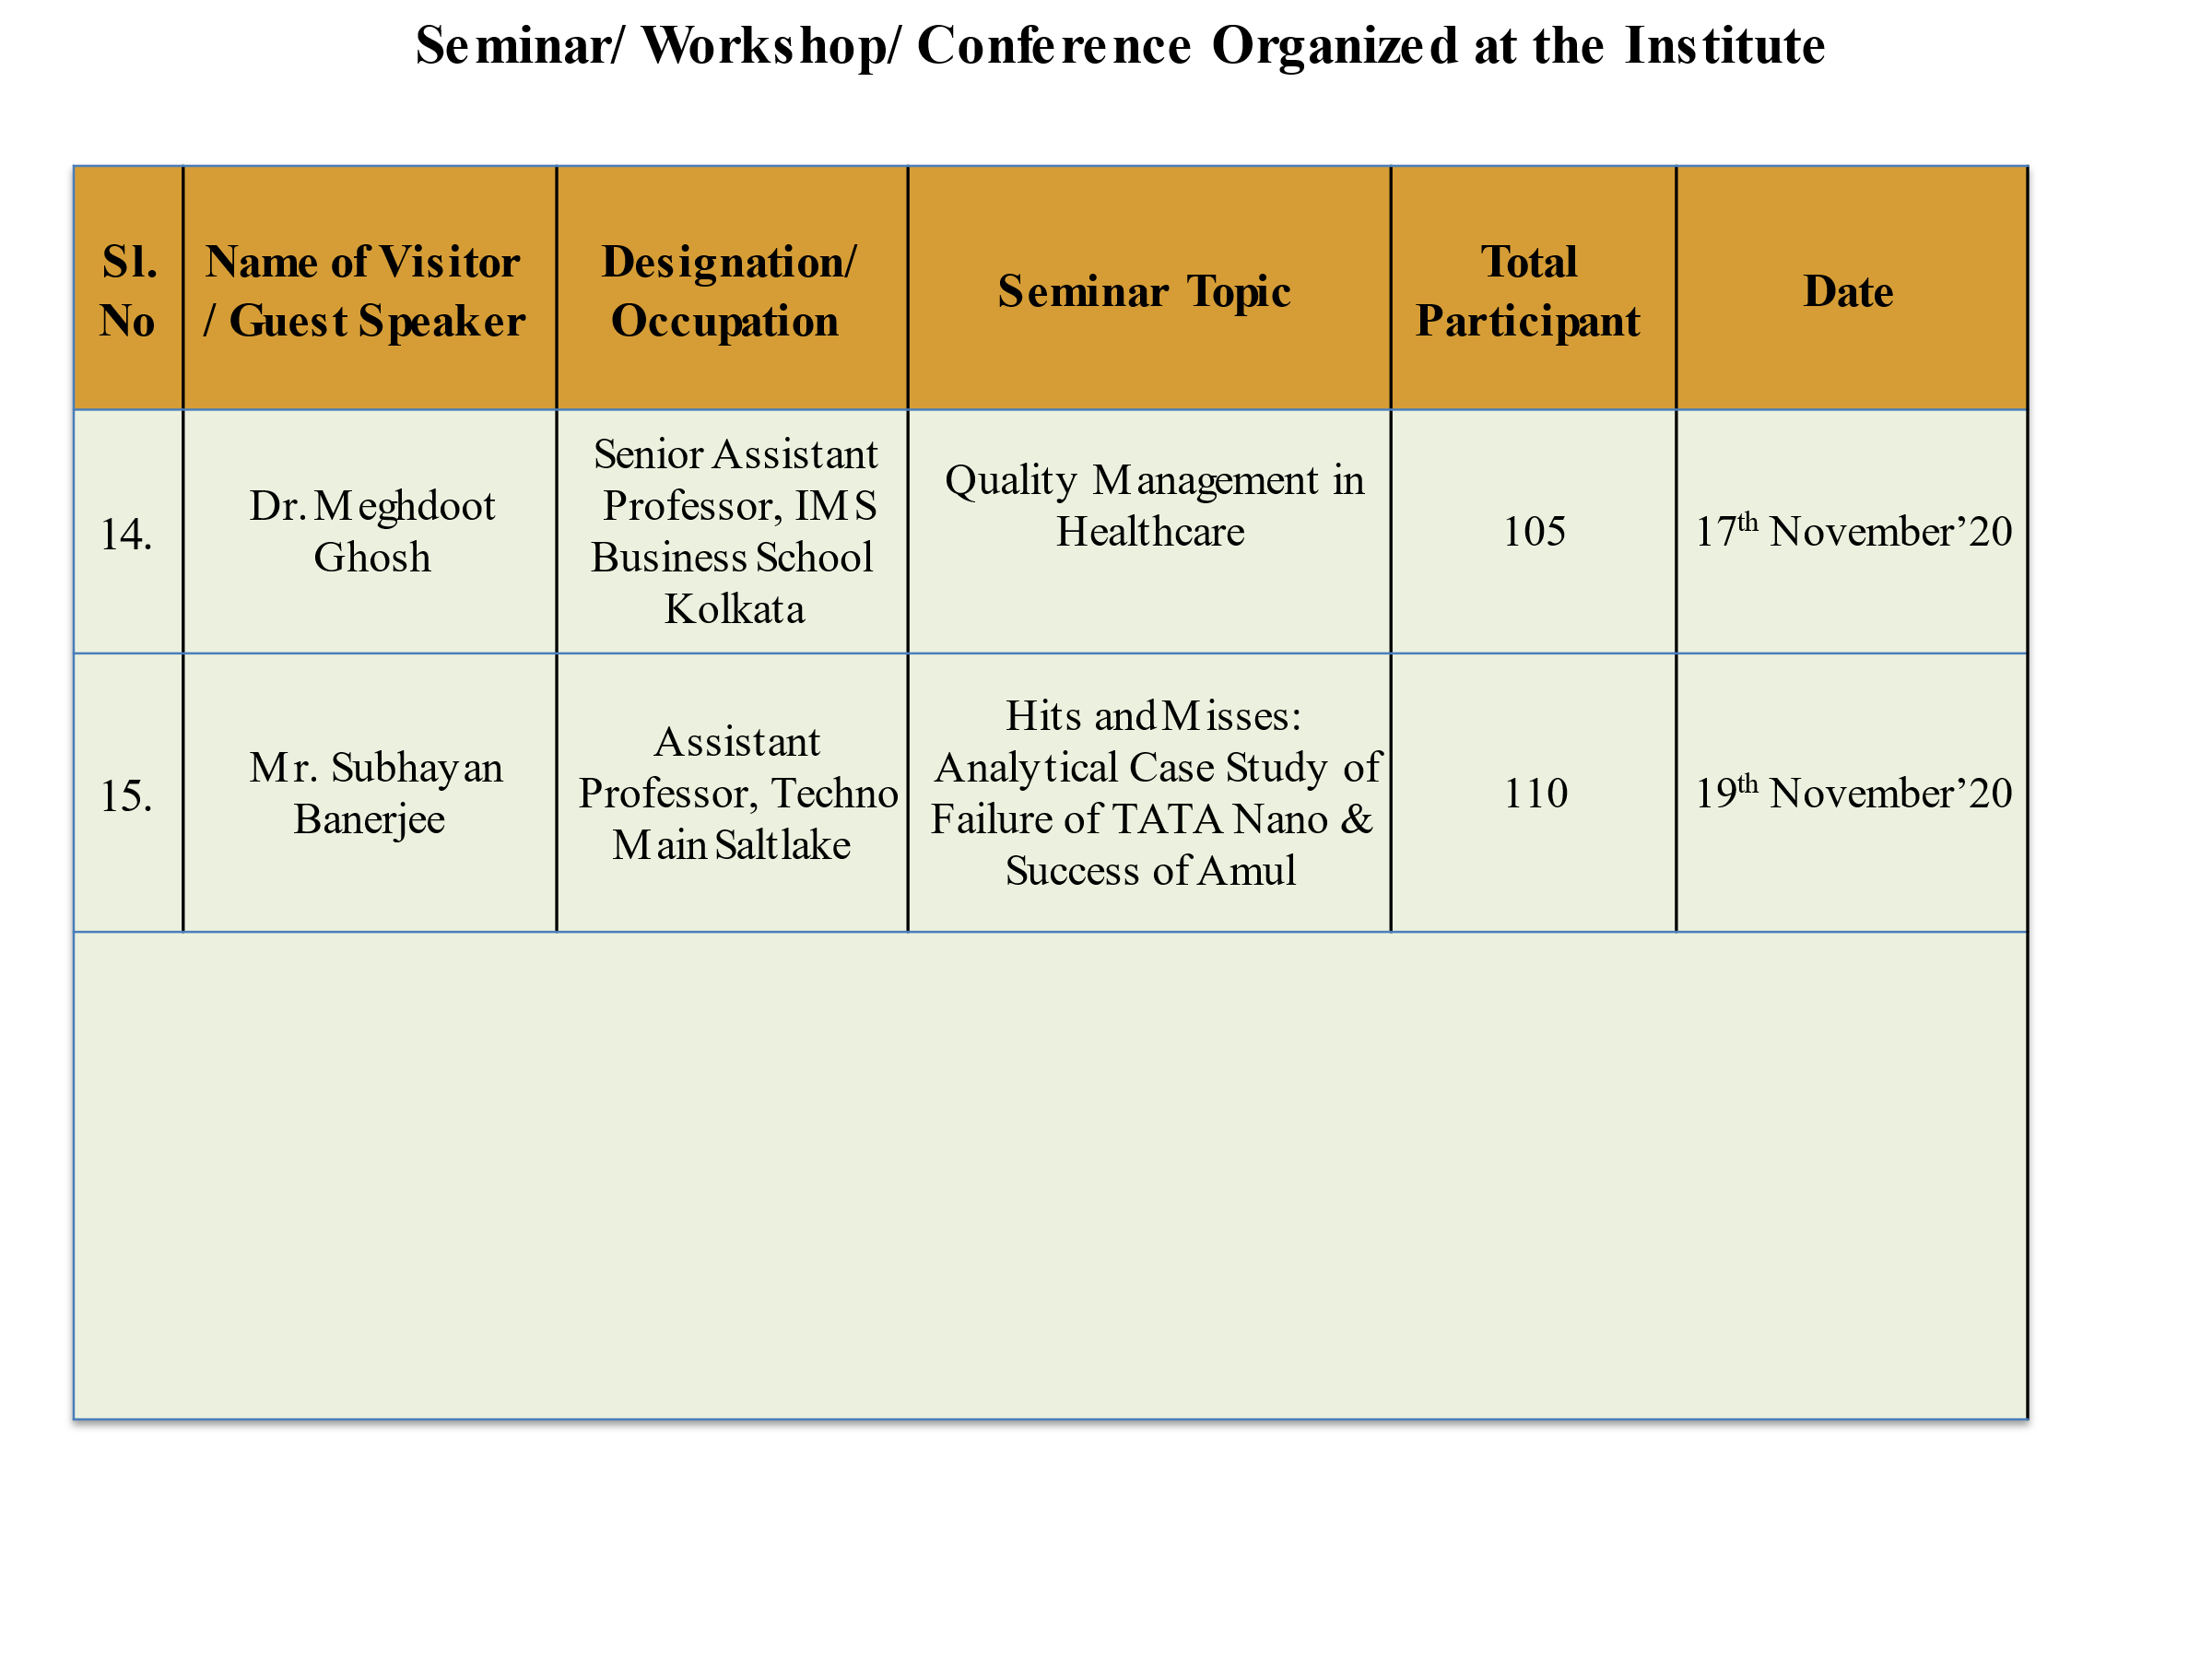 Seminar/ Workshop/ Conference Organized at the Institute
Sl.
No
Name of Visitor
/ Guest Speaker
Designation/
Occupation
Seminar Topic
Total
Participant
Date
14.
Dr. Meghdoot
Ghosh
Senior Assistant
Professor, IMS
Business School
Kolkata
Quality Management in
Healthcare
105
17th November’20
15.
Mr. Subhayan
Banerjee
Assistant
Professor, Techno
Main Saltlake
Hits and Misses:
Analytical Case Study of
Failure of TATA Nano &
Success of Amul
110
19th November’20